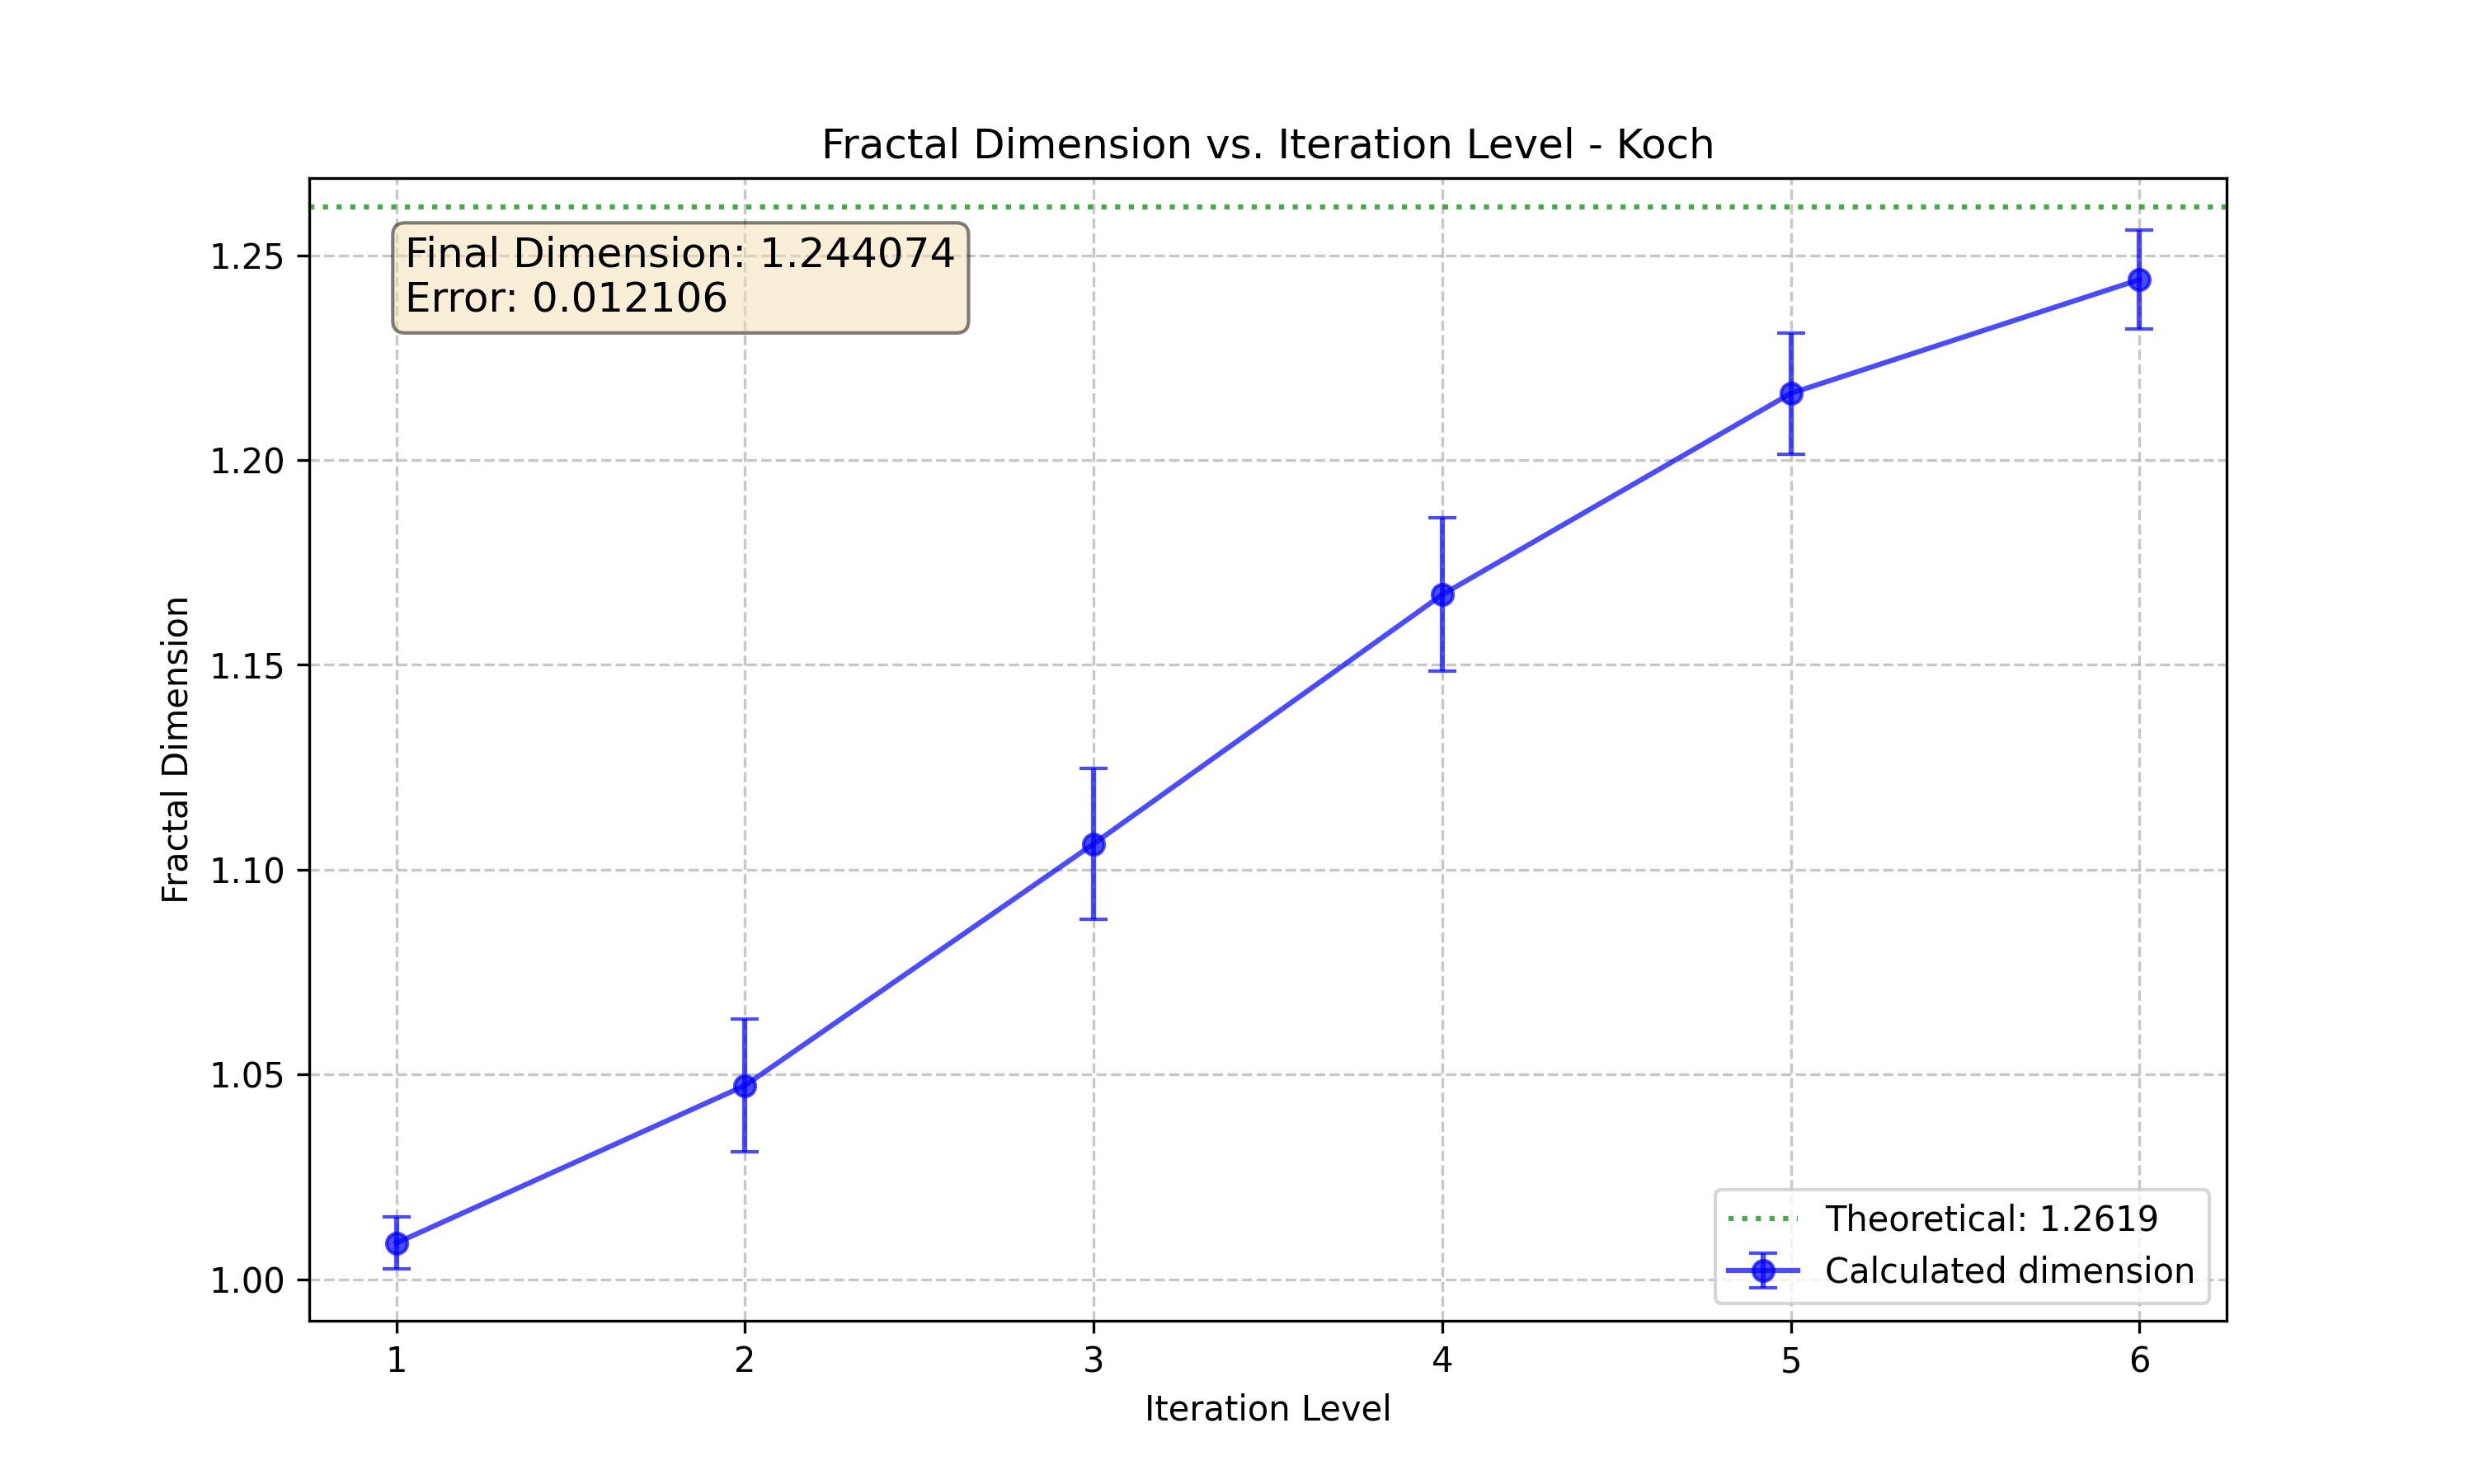 Fractal Dimension vs. Iteration Level - Koch
Final Dimension: 1.244074
Error: 0.012106
Fractal Dimension
1.25
1.20
1.15
1.10
1.05
1.00
Theoretical: 1.2619
Calculated dimension
1 2 3 4 5 6
Iteration Level